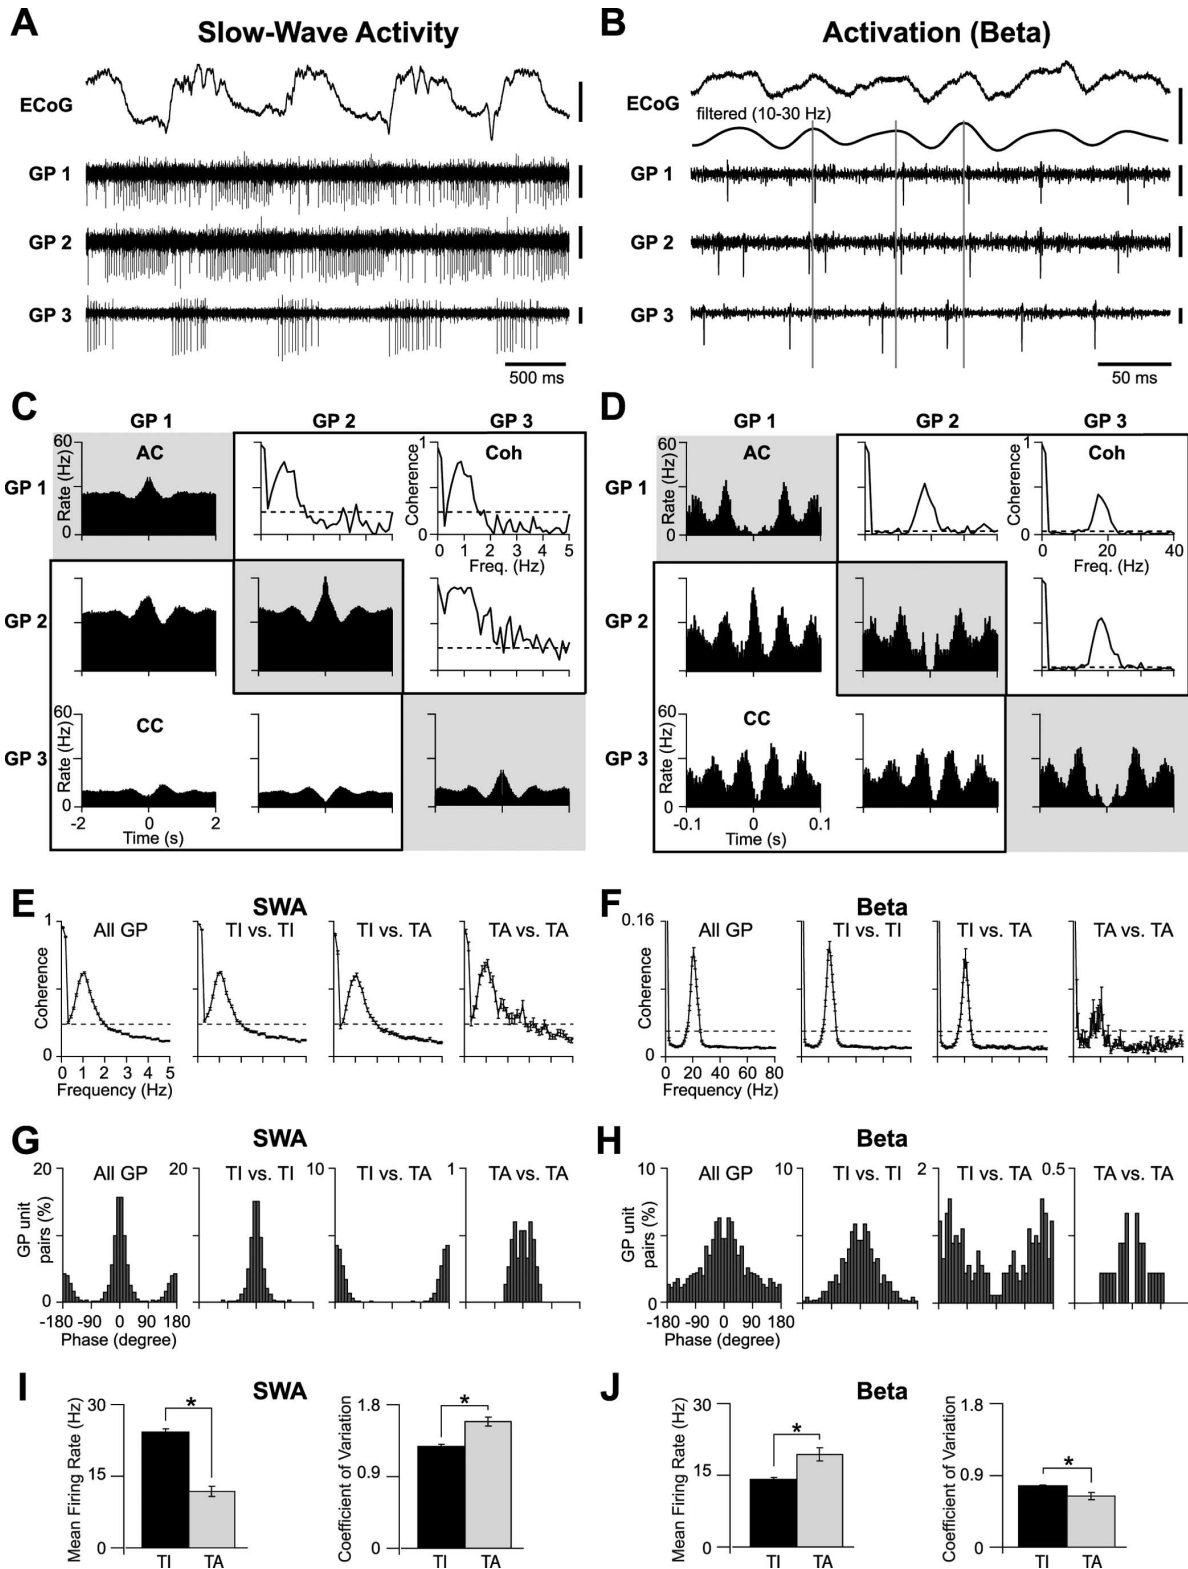 A
Slow-Wave Activity
ECoG
GP 1
GP 2
GP 3
500 ms
B
Activation (Beta)
ECoG
filtered (10-30 Hz)
GP 1
GP 2
GP 3
50 ms
C
GP 1
GP 2
GP 3
GP 1
Rate (Hz)
60
0
AC
Coh
Coherence
1
0
0 1 2 3 4 5
Freq. (Hz)
GP 2
GP 3
Rate (Hz)
60
0
CC
-2 0 2
Time (s)
D
GP 1
GP 2
GP 3
GP 1
Rate (Hz)
60
0
AC
Coh
Coherence
1
0
0 20 40
Freq. (Hz)
GP 2
GP 3
Rate (Hz)
60
0
CC
-0.1 0 0.1
Time (s)
E
SWA
All GP
TI vs. TI
TI vs. TA
TA vs. TA
Coherence
1
0
0 1 2 3 4 5
Frequency (Hz)
F
Beta
All GP
TI vs. TI
TI vs. TA
TA vs. TA
Coherence
0.16
0
0 20 40 60 80
Frequency (Hz)
G
SWA
20 All GP
20 TI vs. TI
10 TI vs. TA
1 TA vs. TA
GP unit
pairs (%)
0
-180 -90 0 90 180
Phase (degree)
H
Beta
10 All GP
10 TI vs. TI
2 TI vs. TA
0.5 TA vs. TA
GP unit
pairs (%)
0
-180 -90 0 90 180
Phase (degree)
I
SWA
Mean Firing Rate (Hz)
30
15
0
*
TI TA
Coefficient of Variation
1.8
0.9
0
*
TI TA
J
Beta
Mean Firing Rate (Hz)
30
15
0
*
TI TA
Coefficient of Variation
1.8
0.9
0
*
TI TA